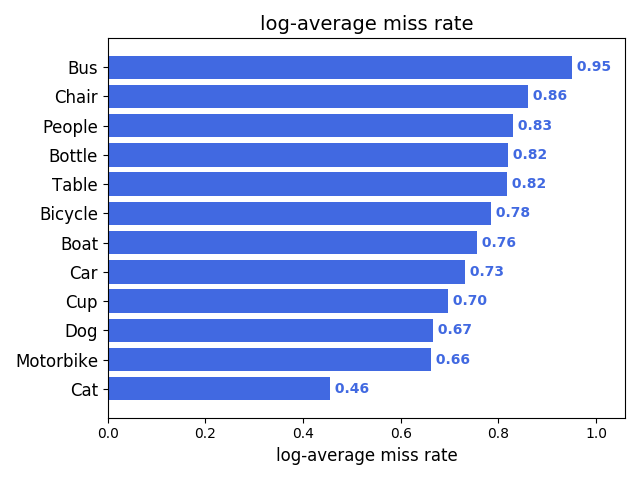 log-average miss rate
Bus 0.95
Chair 0.86
People 0.83
Bottle 0.82
Table 0.82
Bicycle 0.78
Boat 0.76
Car 0.73
Cup 0.70
Dog 0.67
Motorbike 0.66
Cat 0.46
0.0 0.2 0.4 0.6 0.8 1.0
log-average miss rate